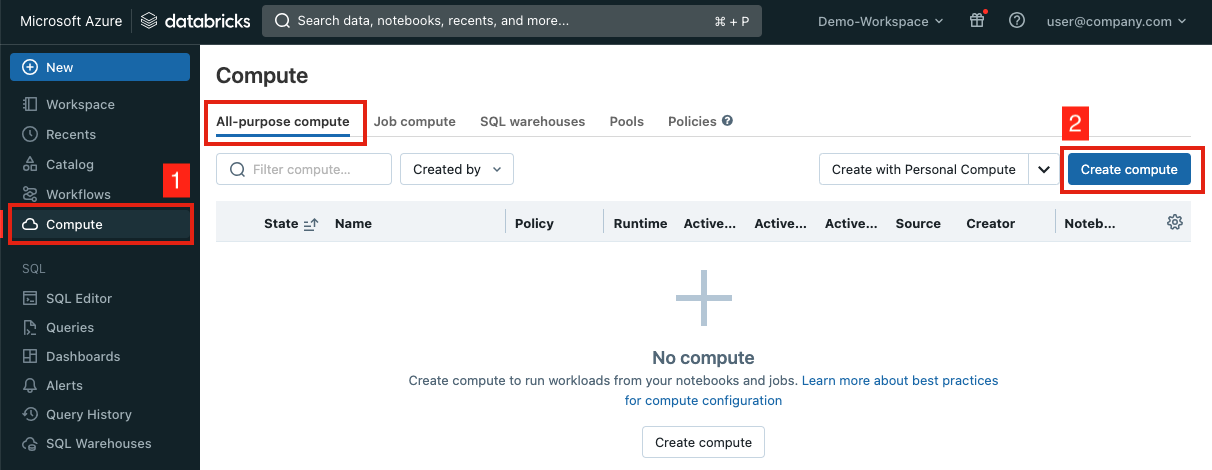 Microsoft Azure databricks Search data, notebooks, recents, and more... ⌘ + P Demo-Workspace user@company.com
New
Workspace
Recents
Catalog
Workflows
1
Compute
SQL
SQL Editor
Queries
Dashboards
Alerts
Query History
SQL Warehouses
Compute
All-purpose compute Job compute SQL warehouses Pools Policies ?
2
Filter compute... Created by Create with Personal Compute Create compute
State Name Policy Runtime Active... Active... Active... Source Creator Noteb...
No compute
Create compute to run workloads from your notebooks and jobs. Learn more about best practices
for compute configuration
Create compute